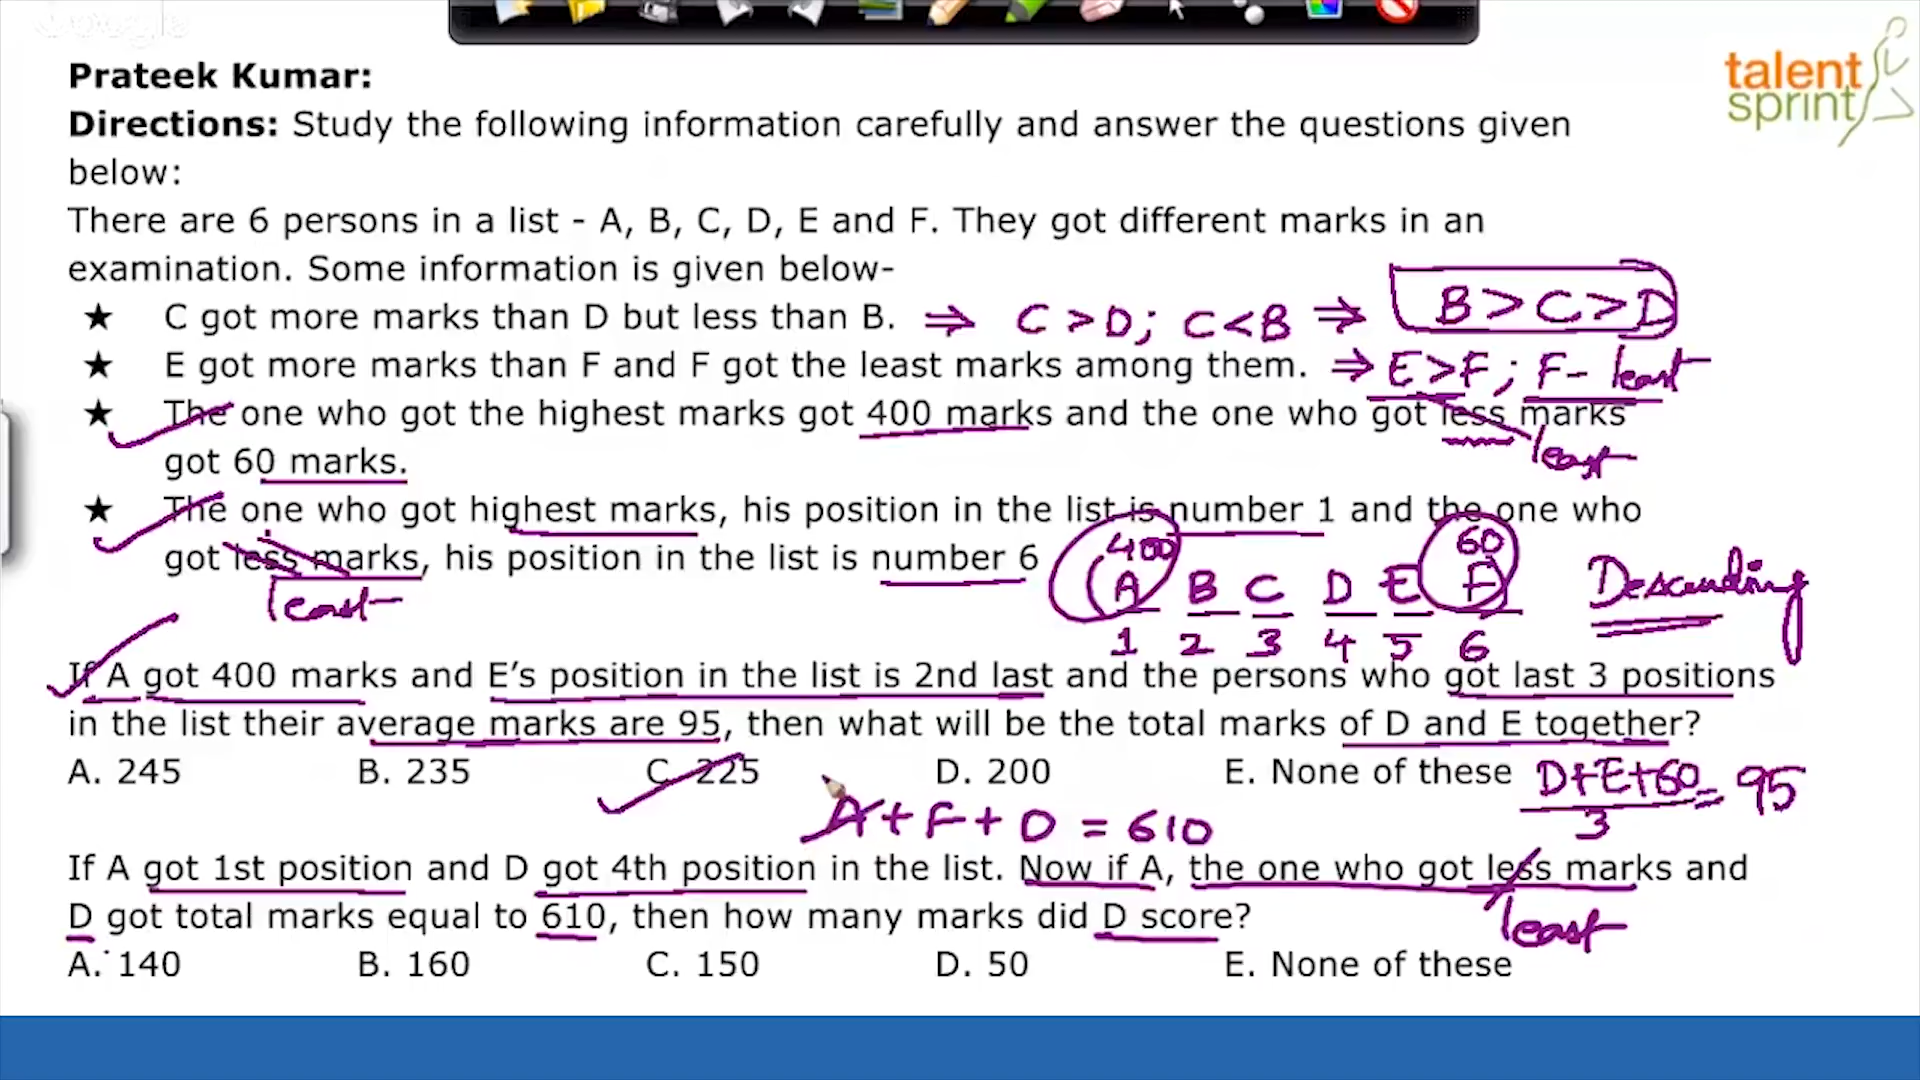 Google
talent
sprint
Prateek Kumar:
Directions: Study the following information carefully and answer the questions given
below:
There are 6 persons in a list - A, B, C, D, E and F. They got different marks in an
examination. Some information is given below-
★ C got more marks than D but less than B. ⇒ C > D; C < B ⇒ B > C > D
★ E got more marks than F and F got the least marks among them. ⇒ E > F; F - least
★ The one who got the highest marks got 400 marks and the one who got less marks
least
got 60 marks.
★ The one who got highest marks, his position in the list is number 1 and the one who
got less marks, his position in the list is number 6
least
400 60
A B C D E F Descending
1 2 3 4 5 6
If A got 400 marks and E’s position in the list is 2nd last and the persons who got last 3 positions
in the list their average marks are 95, then what will be the total marks of D and E together?
A. 245 B. 235 C. 225 D. 200 E. None of these D+E+60 = 95
3
A + F + D = 610
If A got 1st position and D got 4th position in the list. Now if A, the one who got less marks and
least
D got total marks equal to 610, then how many marks did D score?
A. 140 B. 160 C. 150 D. 50 E. None of these